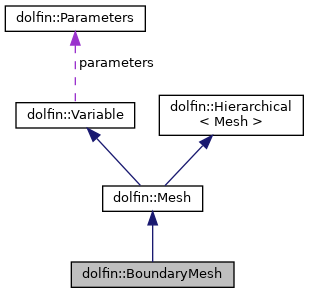 dolfin::Parameters
parameters
dolfin::Variable
dolfin::Hierarchical
< Mesh >
dolfin::Mesh
dolfin::BoundaryMesh